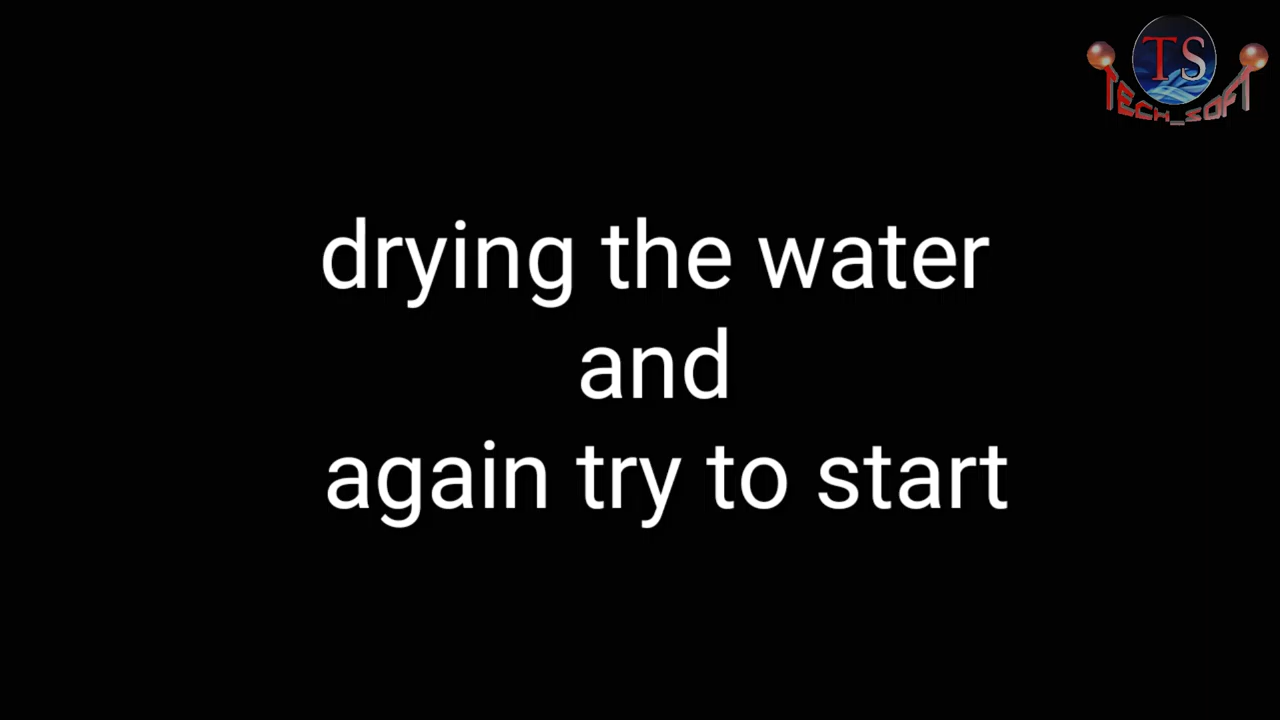 TS
TECH_SOFT
drying the water
and
again try to start